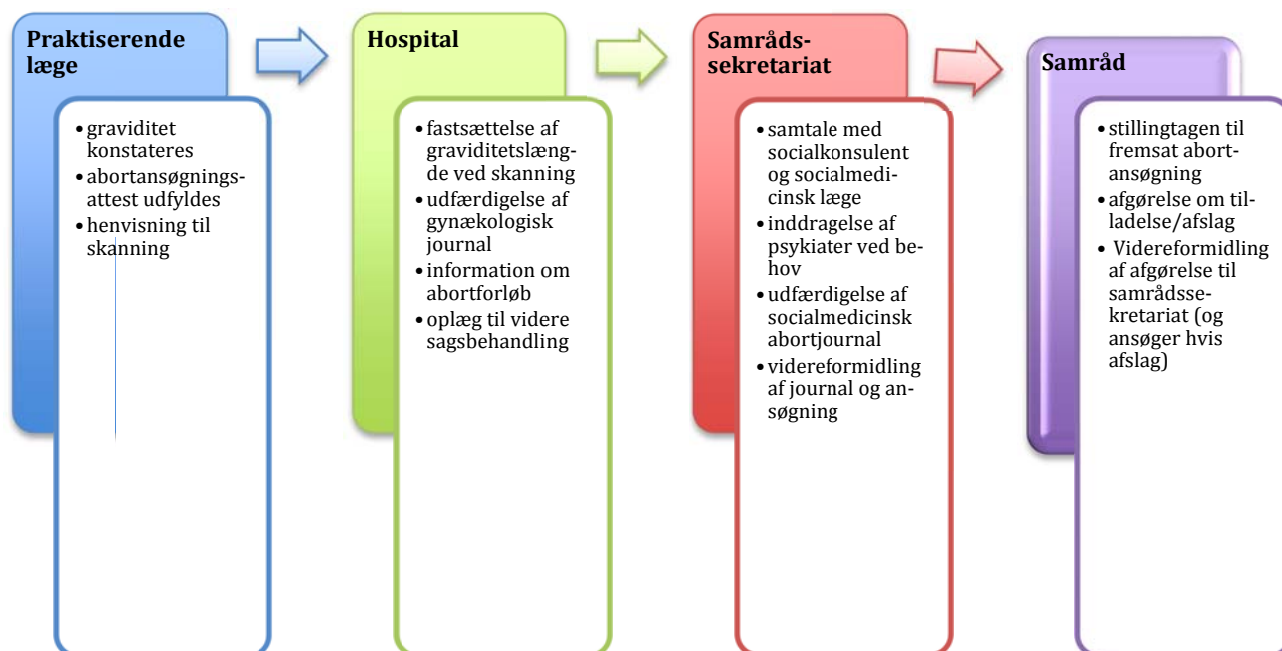 Praktiserende
læge
• graviditet
konstateres
• abortansøgnings-
attest udfyldes
• henvisning til
skanning
Hospital
• fastsættelse af
graviditetslæng-
de ved skanning
• udfærdigelse af
gynækologisk
journal
• information om
abortforløb
• oplæg til videre
sagsbehandling
Samråds-
sekretariat
• samtale med
socialkonsulent
og socialmedi-
cinsk læge
• inddragelse af
psykiater ved be-
hov
• udfærdigelse af
socialmedicinsk
abortjournal
• videreformidling
af journal og an-
søgning
Samråd
• stillingtagen til
fremsat abort-
ansøgning
• afgørelse om til-
ladelse/afslag
• Videreformidling
af afgørelse til
samrådsse-
kretariat (og
ansøger hvis
afslag)